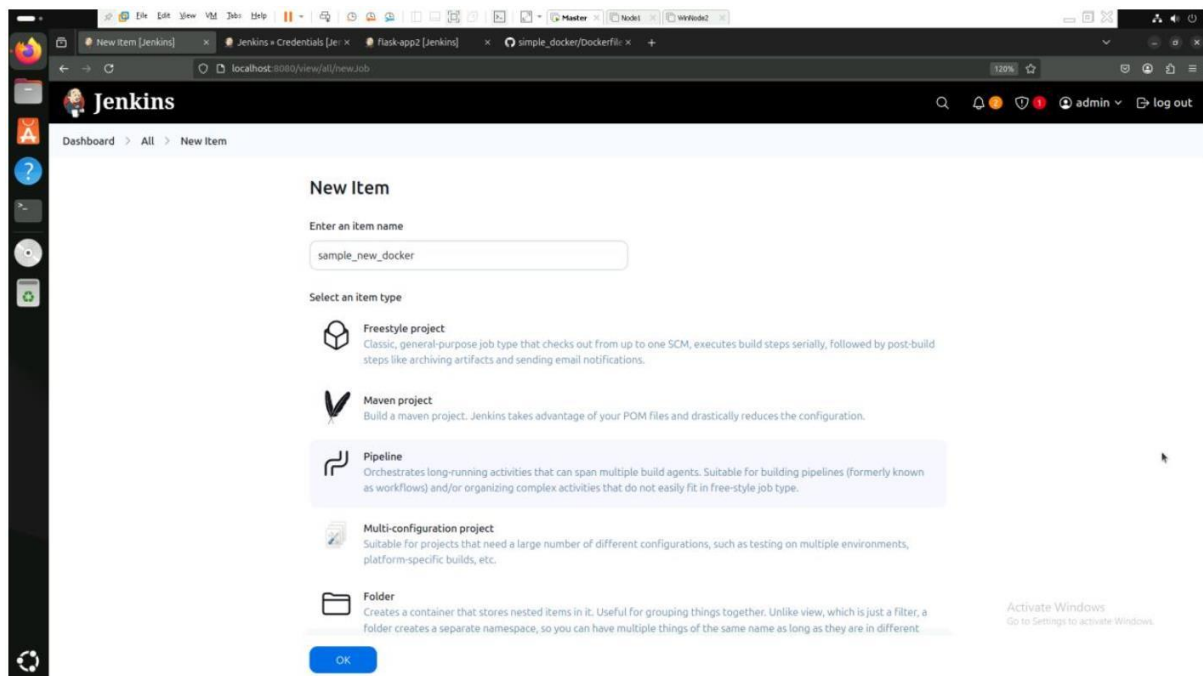 File Edit View VM Tabs Help
Master
Node1
WinNode2
New Item [Jenkins]
Jenkins » Credentials [Jer
flask-app2 [Jenkins]
simple_docker/Dockerfile
localhost:8080/view/all/newJob
120%
Jenkins
2
1
admin
log out
Dashboard > All > New Item
New Item
Enter an item name
sample_new_docker
Select an item type
Freestyle project
Classic, general-purpose job type that checks out from up to one SCM, executes build steps serially, followed by post-build
steps like archiving artifacts and sending email notifications.
Maven project
Build a maven project. Jenkins takes advantage of your POM files and drastically reduces the configuration.
Pipeline
Orchestrates long-running activities that can span multiple build agents. Suitable for building pipelines (formerly known
as workflows) and/or organizing complex activities that do not easily fit in free-style job type.
Multi-configuration project
Suitable for projects that need a large number of different configurations, such as testing on multiple environments,
platform-specific builds, etc.
Folder
Creates a container that stores nested items in it. Useful for grouping things together. Unlike view, which is just a filter, a
folder creates a separate namespace, so you can have multiple things of the same name as long as they are in different
OK
Activate Windows
Go to Settings to activate Windows.